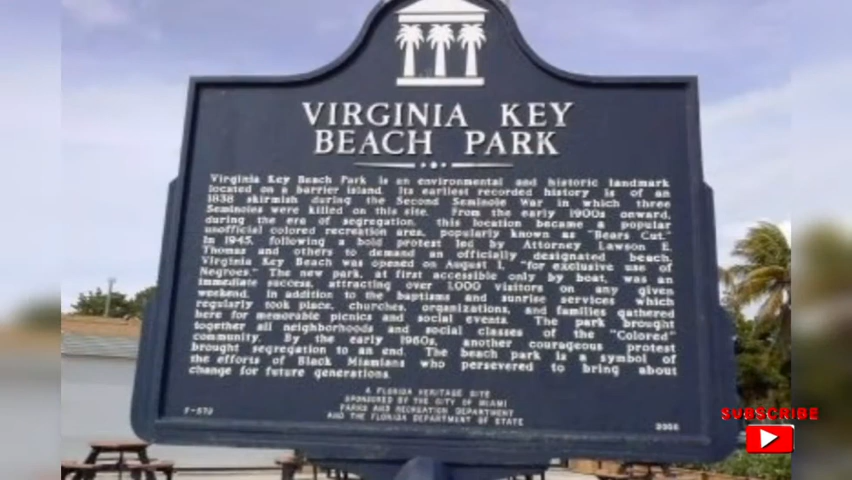 VIRGINIA KEY
BEACH PARK
Virginia Key Beach Park is an environmental and historic landmark
located on a barrier island. Its earliest recorded history is of an
1838 skirmish during the Second Seminole War in which three
Seminoles were killed on this site. From the early 1900s onward,
during the era of segregation, this location became a popular
unofficial colored recreation area, popularly known as "Bears Cut."
In 1945, following a bold protest led by Attorney Lawson E.
Thomas and others to demand an officially designated beach,
Virginia Key Beach was opened on August 1, "for exclusive use of
Negroes." The new park, at first accessible only by boat, was an
immediate success, attracting over 1,000 visitors on any given
weekend. In addition to the baptisms and sunrise services which
regularly took place, churches, organizations, and families gathered
here for memorable picnics and social events. The park brought
together all neighborhoods and social classes of the "Colored"
community. By the early 1960s, another courageous protest
brought segregation to an end. The beach park is a symbol of
the efforts of Black Miamians who persevered to bring about
change for future generations.
A FLORIDA HERITAGE SITE
SPONSORED BY THE CITY OF MIAMI
PARKS AND RECREATION DEPARTMENT
AND THE FLORIDA DEPARTMENT OF STATE
SUBSCRIBE